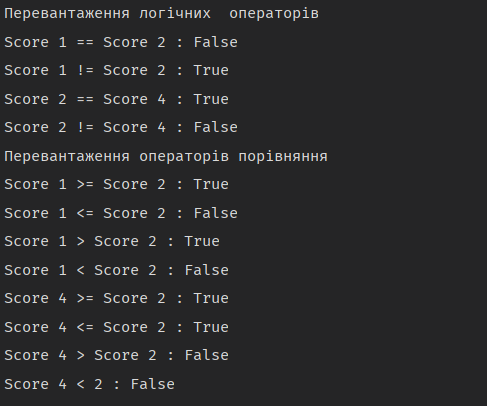 Перевантаження логічних  операторів
Score 1 == Score 2 : False
Score 1 != Score 2 : True
Score 2 == Score 4 : True
Score 2 != Score 4 : False
Перевантаження операторів порівняння
Score 1 >= Score 2 : True
Score 1 <= Score 2 : False
Score 1 > Score 2 : True
Score 1 < Score 2 : False
Score 4 >= Score 2 : True
Score 4 <= Score 2 : True
Score 4 > Score 2 : False
Score 4 < 2 : False